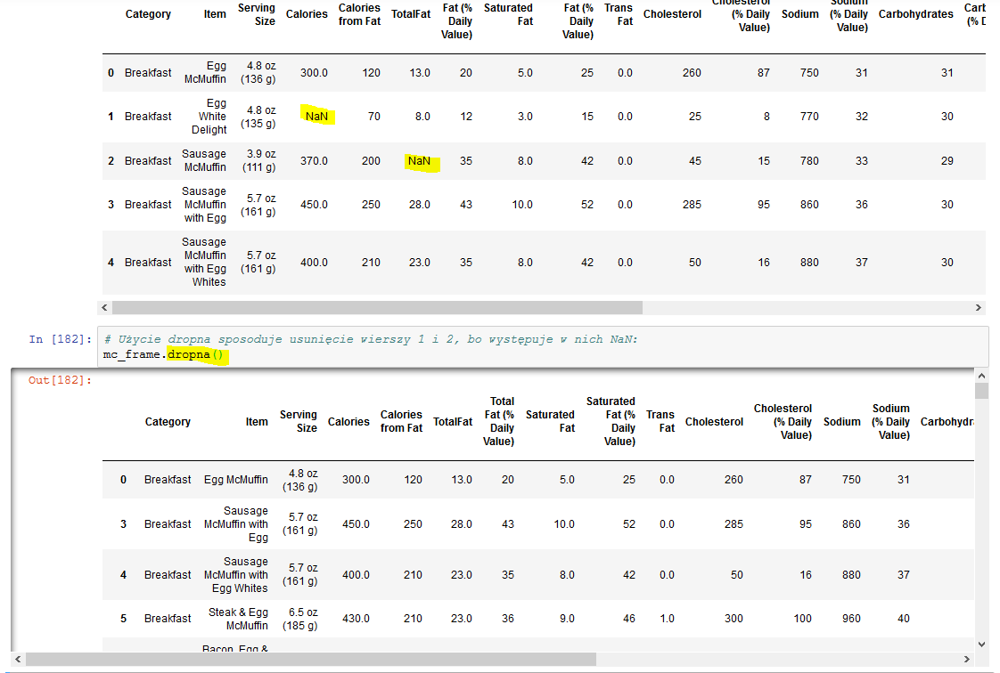 Category Item Serving Size Calories Calories from Fat TotalFat Fat (% Daily Value) Saturated Fat Fat (% Daily Value) Trans Fat Cholesterol Cholesterol (% Daily Value) Sodium Sodium (% Daily Value) Carbohydrates
0 Breakfast Egg McMuffin 4.8 oz (136 g) 300.0 120 13.0 20 5.0 25 0.0 260 87 750 31 31
1 Breakfast Egg White Delight 4.8 oz (135 g) NaN 70 8.0 12 3.0 15 0.0 25 8 770 32 30
2 Breakfast Sausage McMuffin 3.9 oz (111 g) 370.0 200 NaN 35 8.0 42 0.0 45 15 780 33 29
3 Breakfast Sausage McMuffin with Egg 5.7 oz (161 g) 450.0 250 28.0 43 10.0 52 0.0 285 95 860 36 30
4 Breakfast Sausage McMuffin with Egg Whites 5.7 oz (161 g) 400.0 210 23.0 35 8.0 42 0.0 50 16 880 37 30
In [182]: # Użycie dropna sposoduje usunięcie wierszy 1 i 2, bo występuje w nich NaN:
mc_frame.dropna()
Out[182]:
Category Item Serving Size Calories Calories from Fat TotalFat Total Fat (% Daily Value) Saturated Fat Saturated Fat (% Daily Value) Trans Fat Cholesterol Cholesterol (% Daily Value) Sodium Sodium (% Daily Value) Carbohydr
0 Breakfast Egg McMuffin 4.8 oz (136 g) 300.0 120 13.0 20 5.0 25 0.0 260 87 750 31
3 Breakfast Sausage McMuffin with Egg 5.7 oz (161 g) 450.0 250 28.0 43 10.0 52 0.0 285 95 860 36
4 Breakfast Sausage McMuffin with Egg Whites 5.7 oz (161 g) 400.0 210 23.0 35 8.0 42 0.0 50 16 880 37
5 Breakfast Steak & Egg McMuffin 6.5 oz (185 g) 430.0 210 23.0 36 9.0 46 1.0 300 100 960 40
Bacon, Egg &